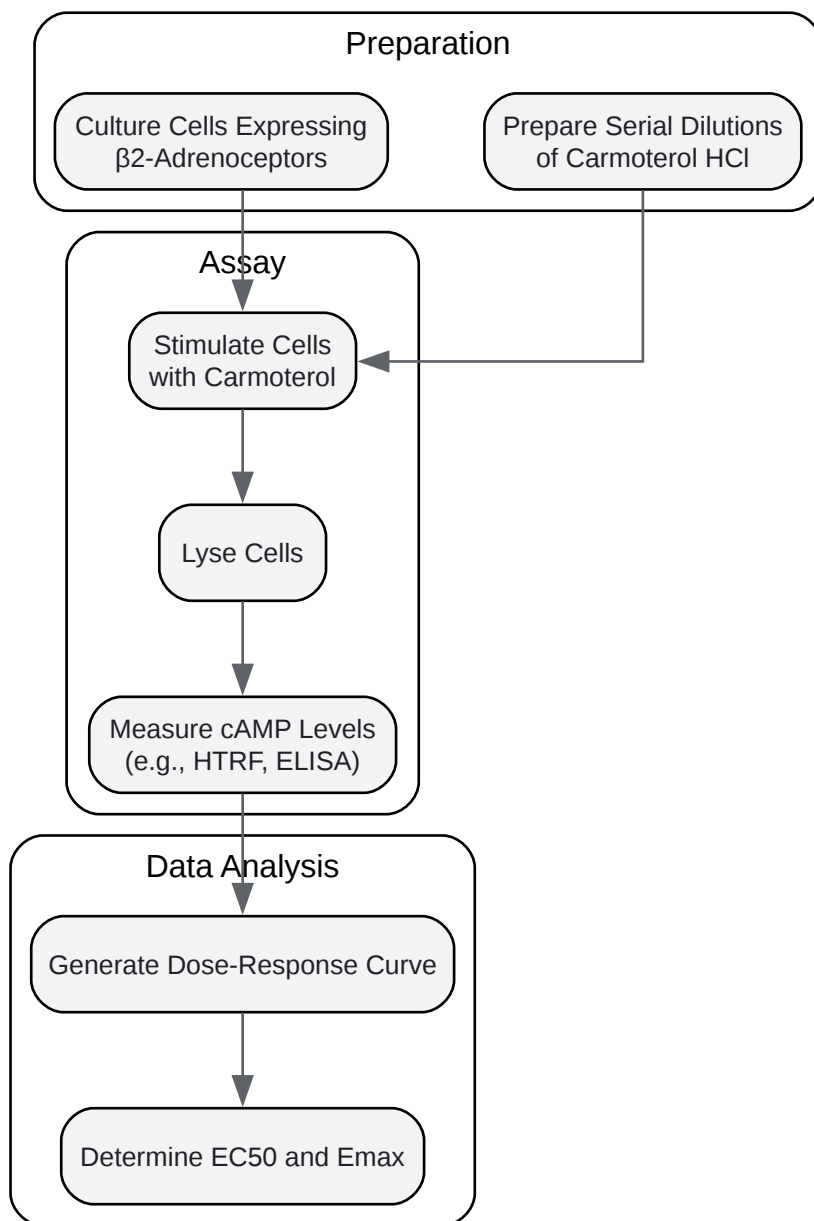 Preparation
Culture Cells Expressing
β2-Adrenoceptors
Prepare Serial Dilutions
of Carmoterol HCl
Assay
Stimulate Cells
with Carmoterol
Lyse Cells
Measure cAMP Levels
(e.g., HTRF, ELISA)
Data Analysis
Generate Dose-Response Curve
Determine EC50 and Emax